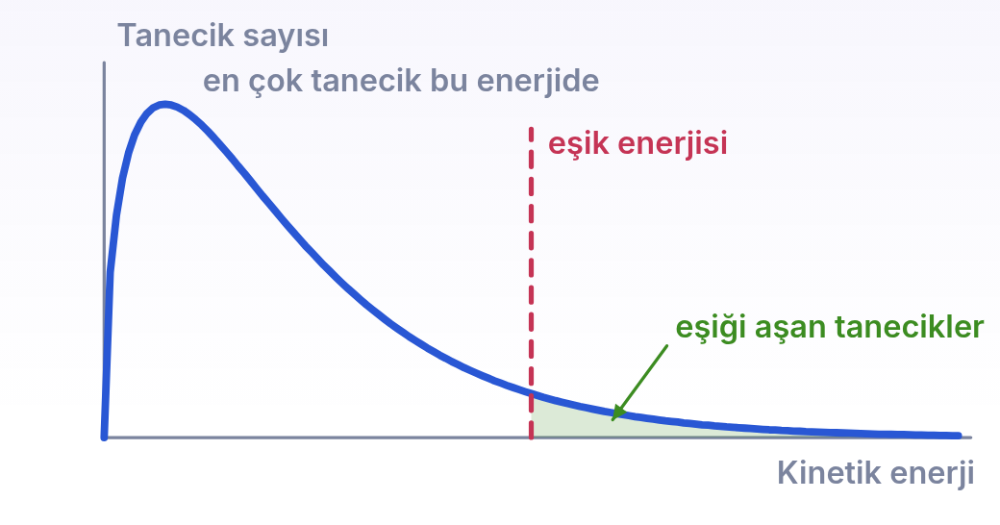 Tanecik sayısı
en çok tanecik bu enerjide
eşik enerjisi
eşiği aşan tanecikler
Kinetik enerji